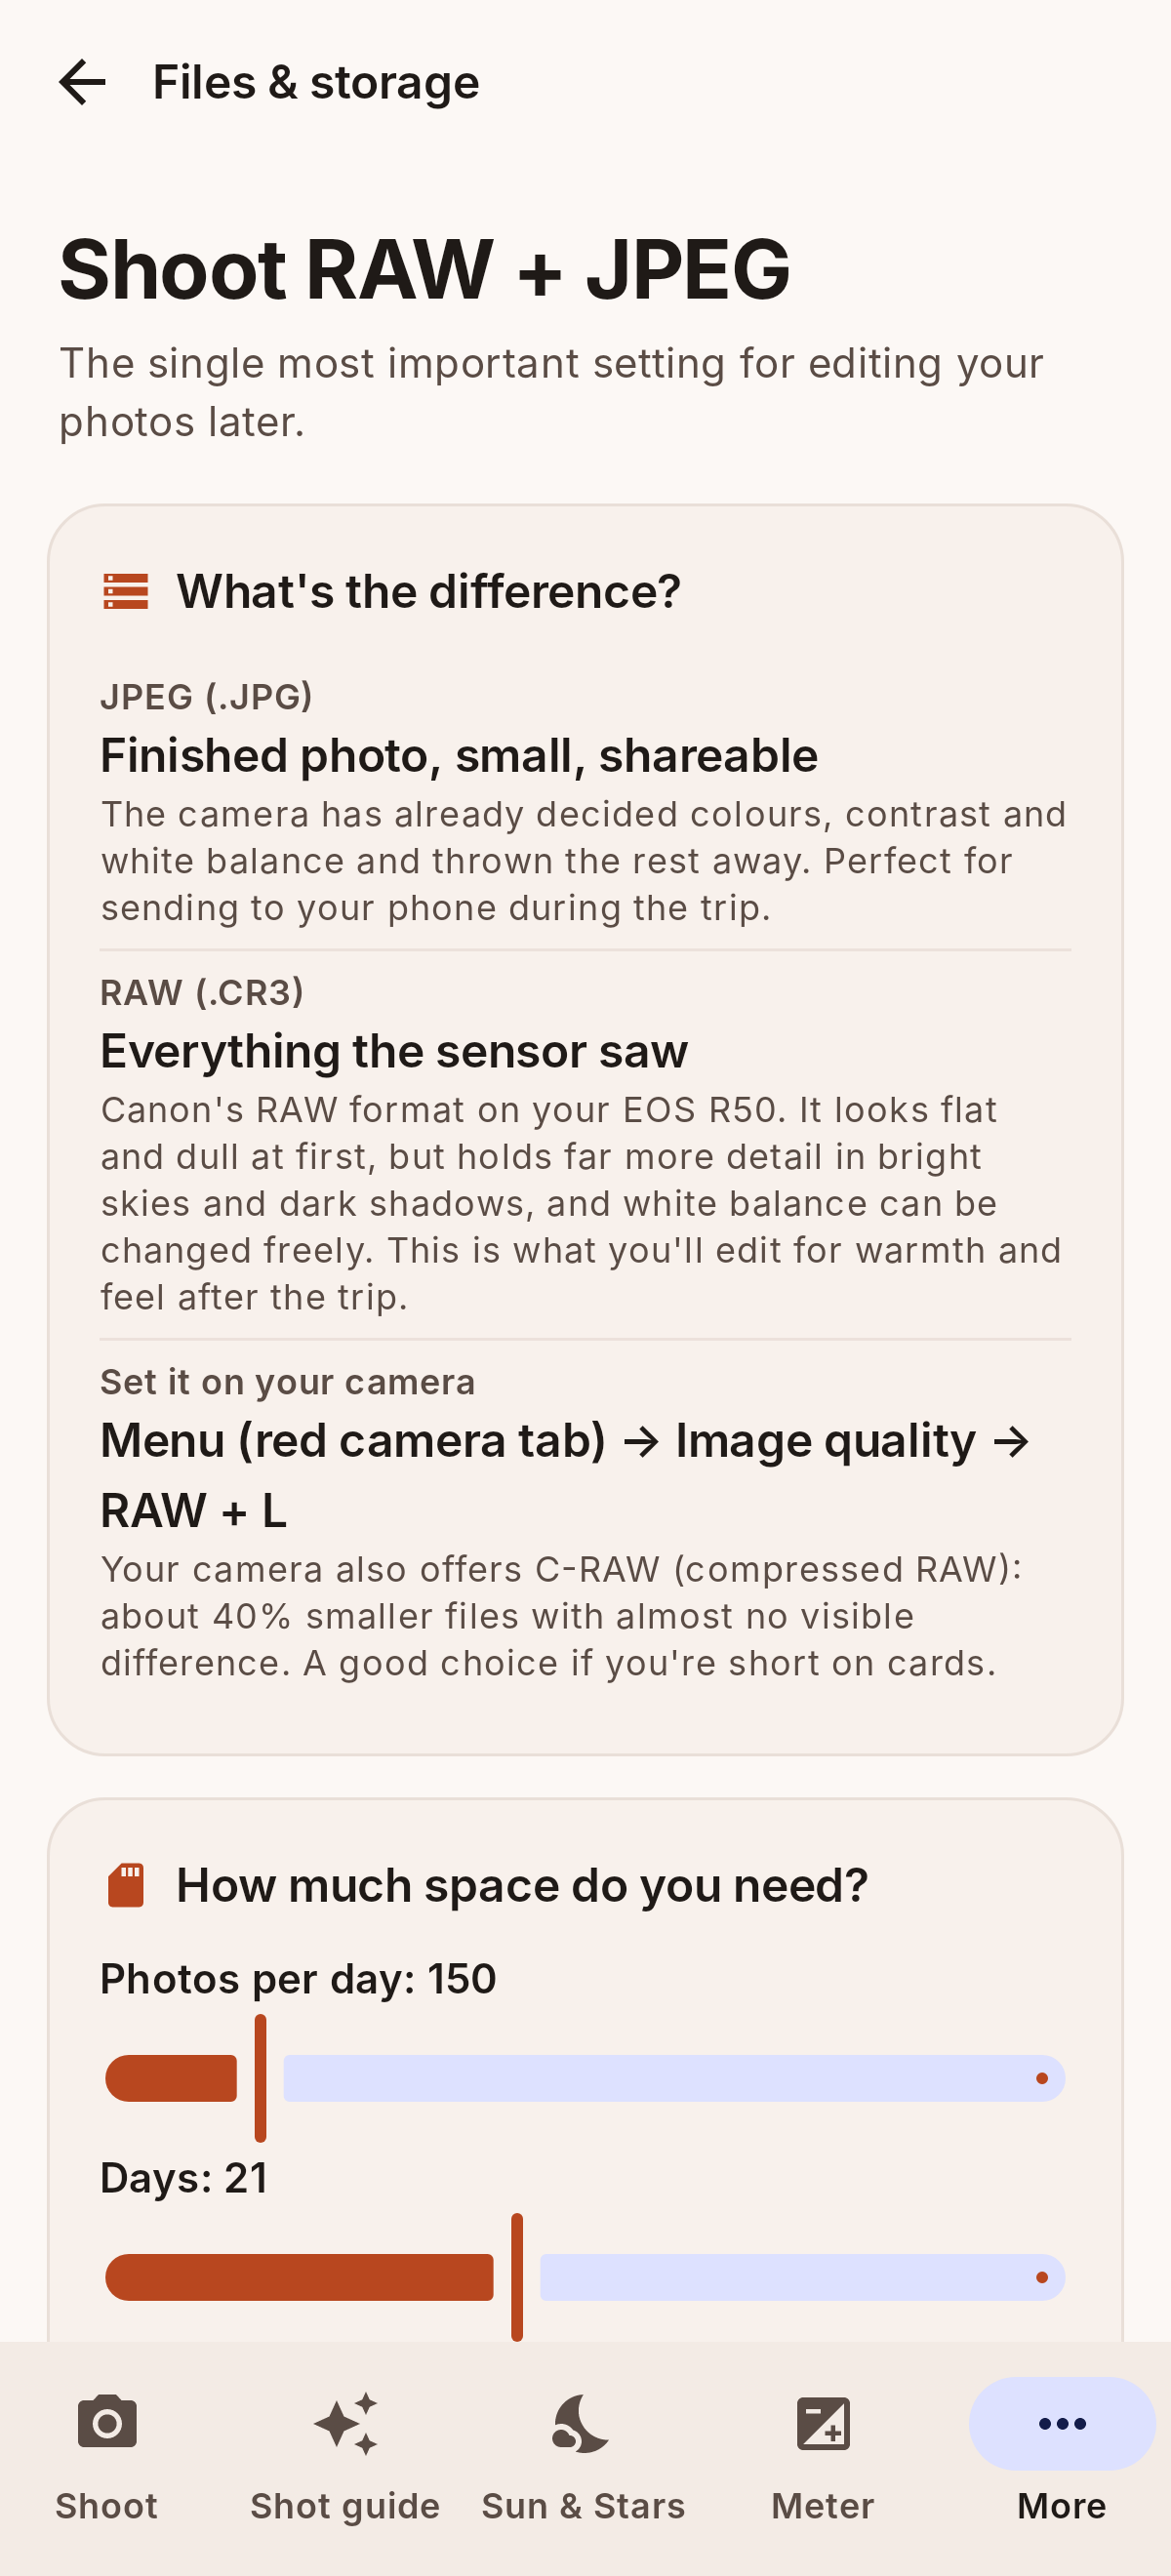 Files & storage
Shoot RAW + JPEG
The single most important setting for editing your
photos later.
What's the difference?
JPEG (.JPG)
Finished photo, small, shareable
The camera has already decided colours, contrast and
white balance and thrown the rest away. Perfect for
sending to your phone during the trip.
RAW (.CR3)
Everything the sensor saw
Canon's RAW format on your EOS R50. It looks flat
and dull at first, but holds far more detail in bright
skies and dark shadows, and white balance can be
changed freely. This is what you'll edit for warmth and
feel after the trip.
Set it on your camera
Menu (red camera tab) → Image quality →
RAW + L
Your camera also offers C-RAW (compressed RAW):
about 40% smaller files with almost no visible
difference. A good choice if you're short on cards.
How much space do you need?
Photos per day: 150
Days: 21
Shoot
Shot guide
Sun & Stars
Meter
More